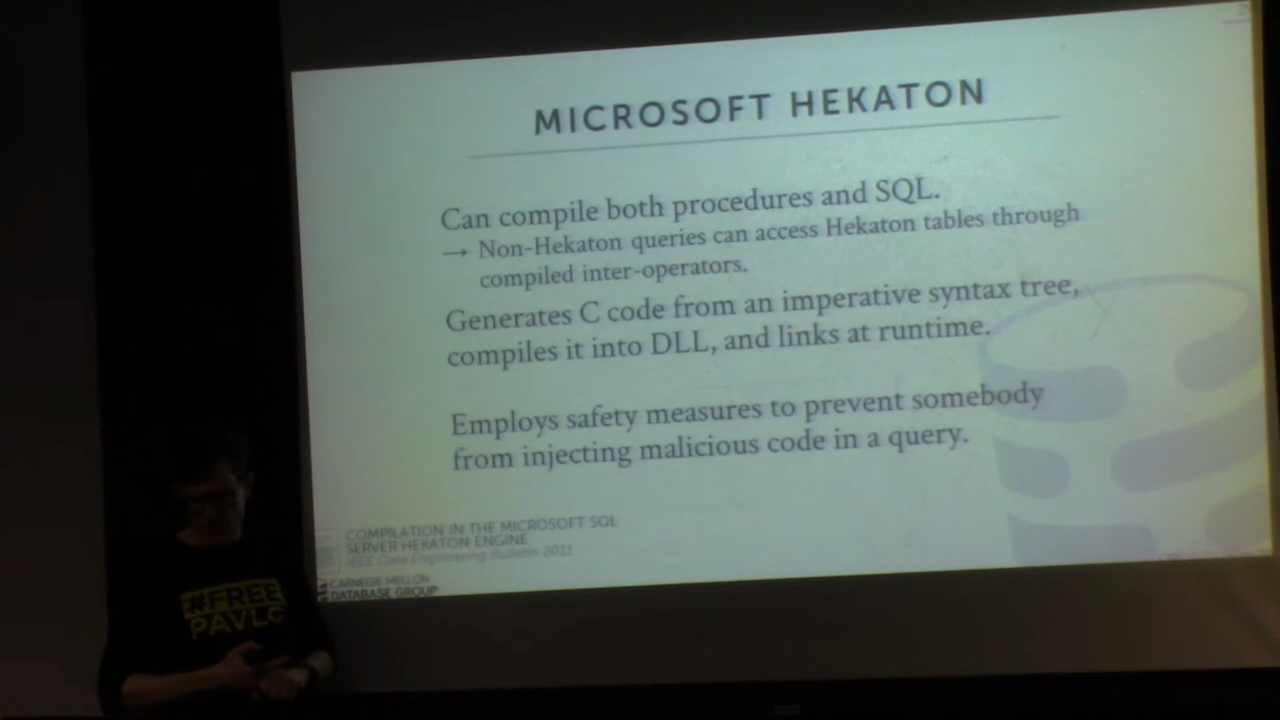 MICROSOFT HEKATON
Can compile both procedures and SQL.
→ Non-Hekaton queries can access Hekaton tables through
compiled inter-operators.
Generates C code from an imperative syntax tree,
compiles it into DLL, and links at runtime.
Employs safety measures to prevent somebody
from injecting malicious code in a query.
COMPILATION IN THE MICROSOFT SQL
SERVER HEKATON ENGINE
IEEE Data Engineering Bulletin 2011
CARNEGIE MELLON
DATABASE GROUP
#FREE
PAVLO